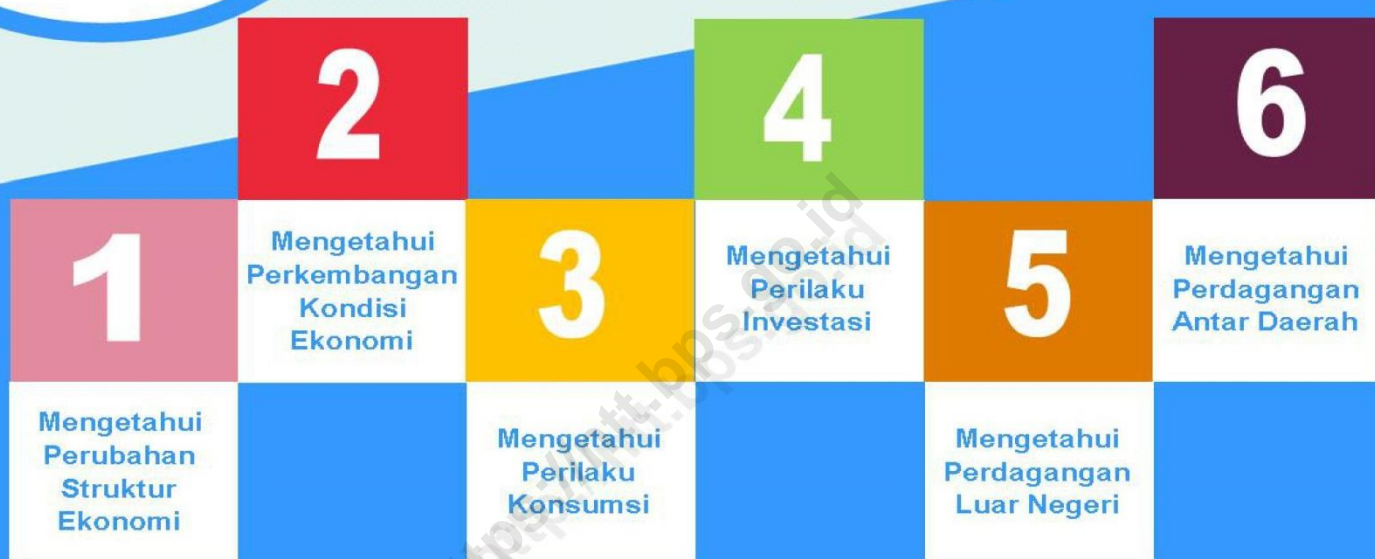 1
Mengetahui
Perubahan
Struktur
Ekonomi
2
Mengetahui
Perkembangan
Kondisi
Ekonomi
3
Mengetahui
Perilaku
Konsumsi
4
Mengetahui
Perilaku
Investasi
5
Mengetahui
Perdagangan
Luar Negeri
6
Mengetahui
Perdagangan
Antar Daerah